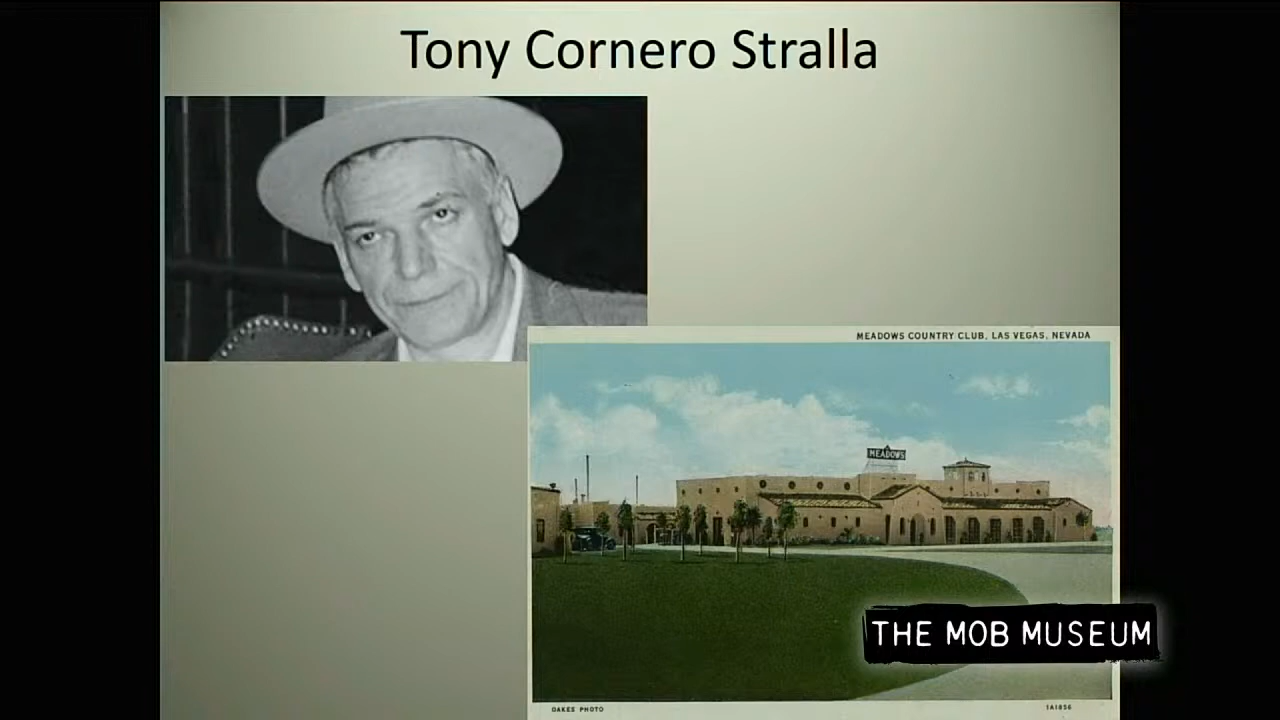 Tony Cornero Stralla
MEADOWS COUNTRY CLUB, LAS VEGAS, NEVADA
MEADOWS
THE MOB MUSEUM
OAKES PHOTO
1A1856